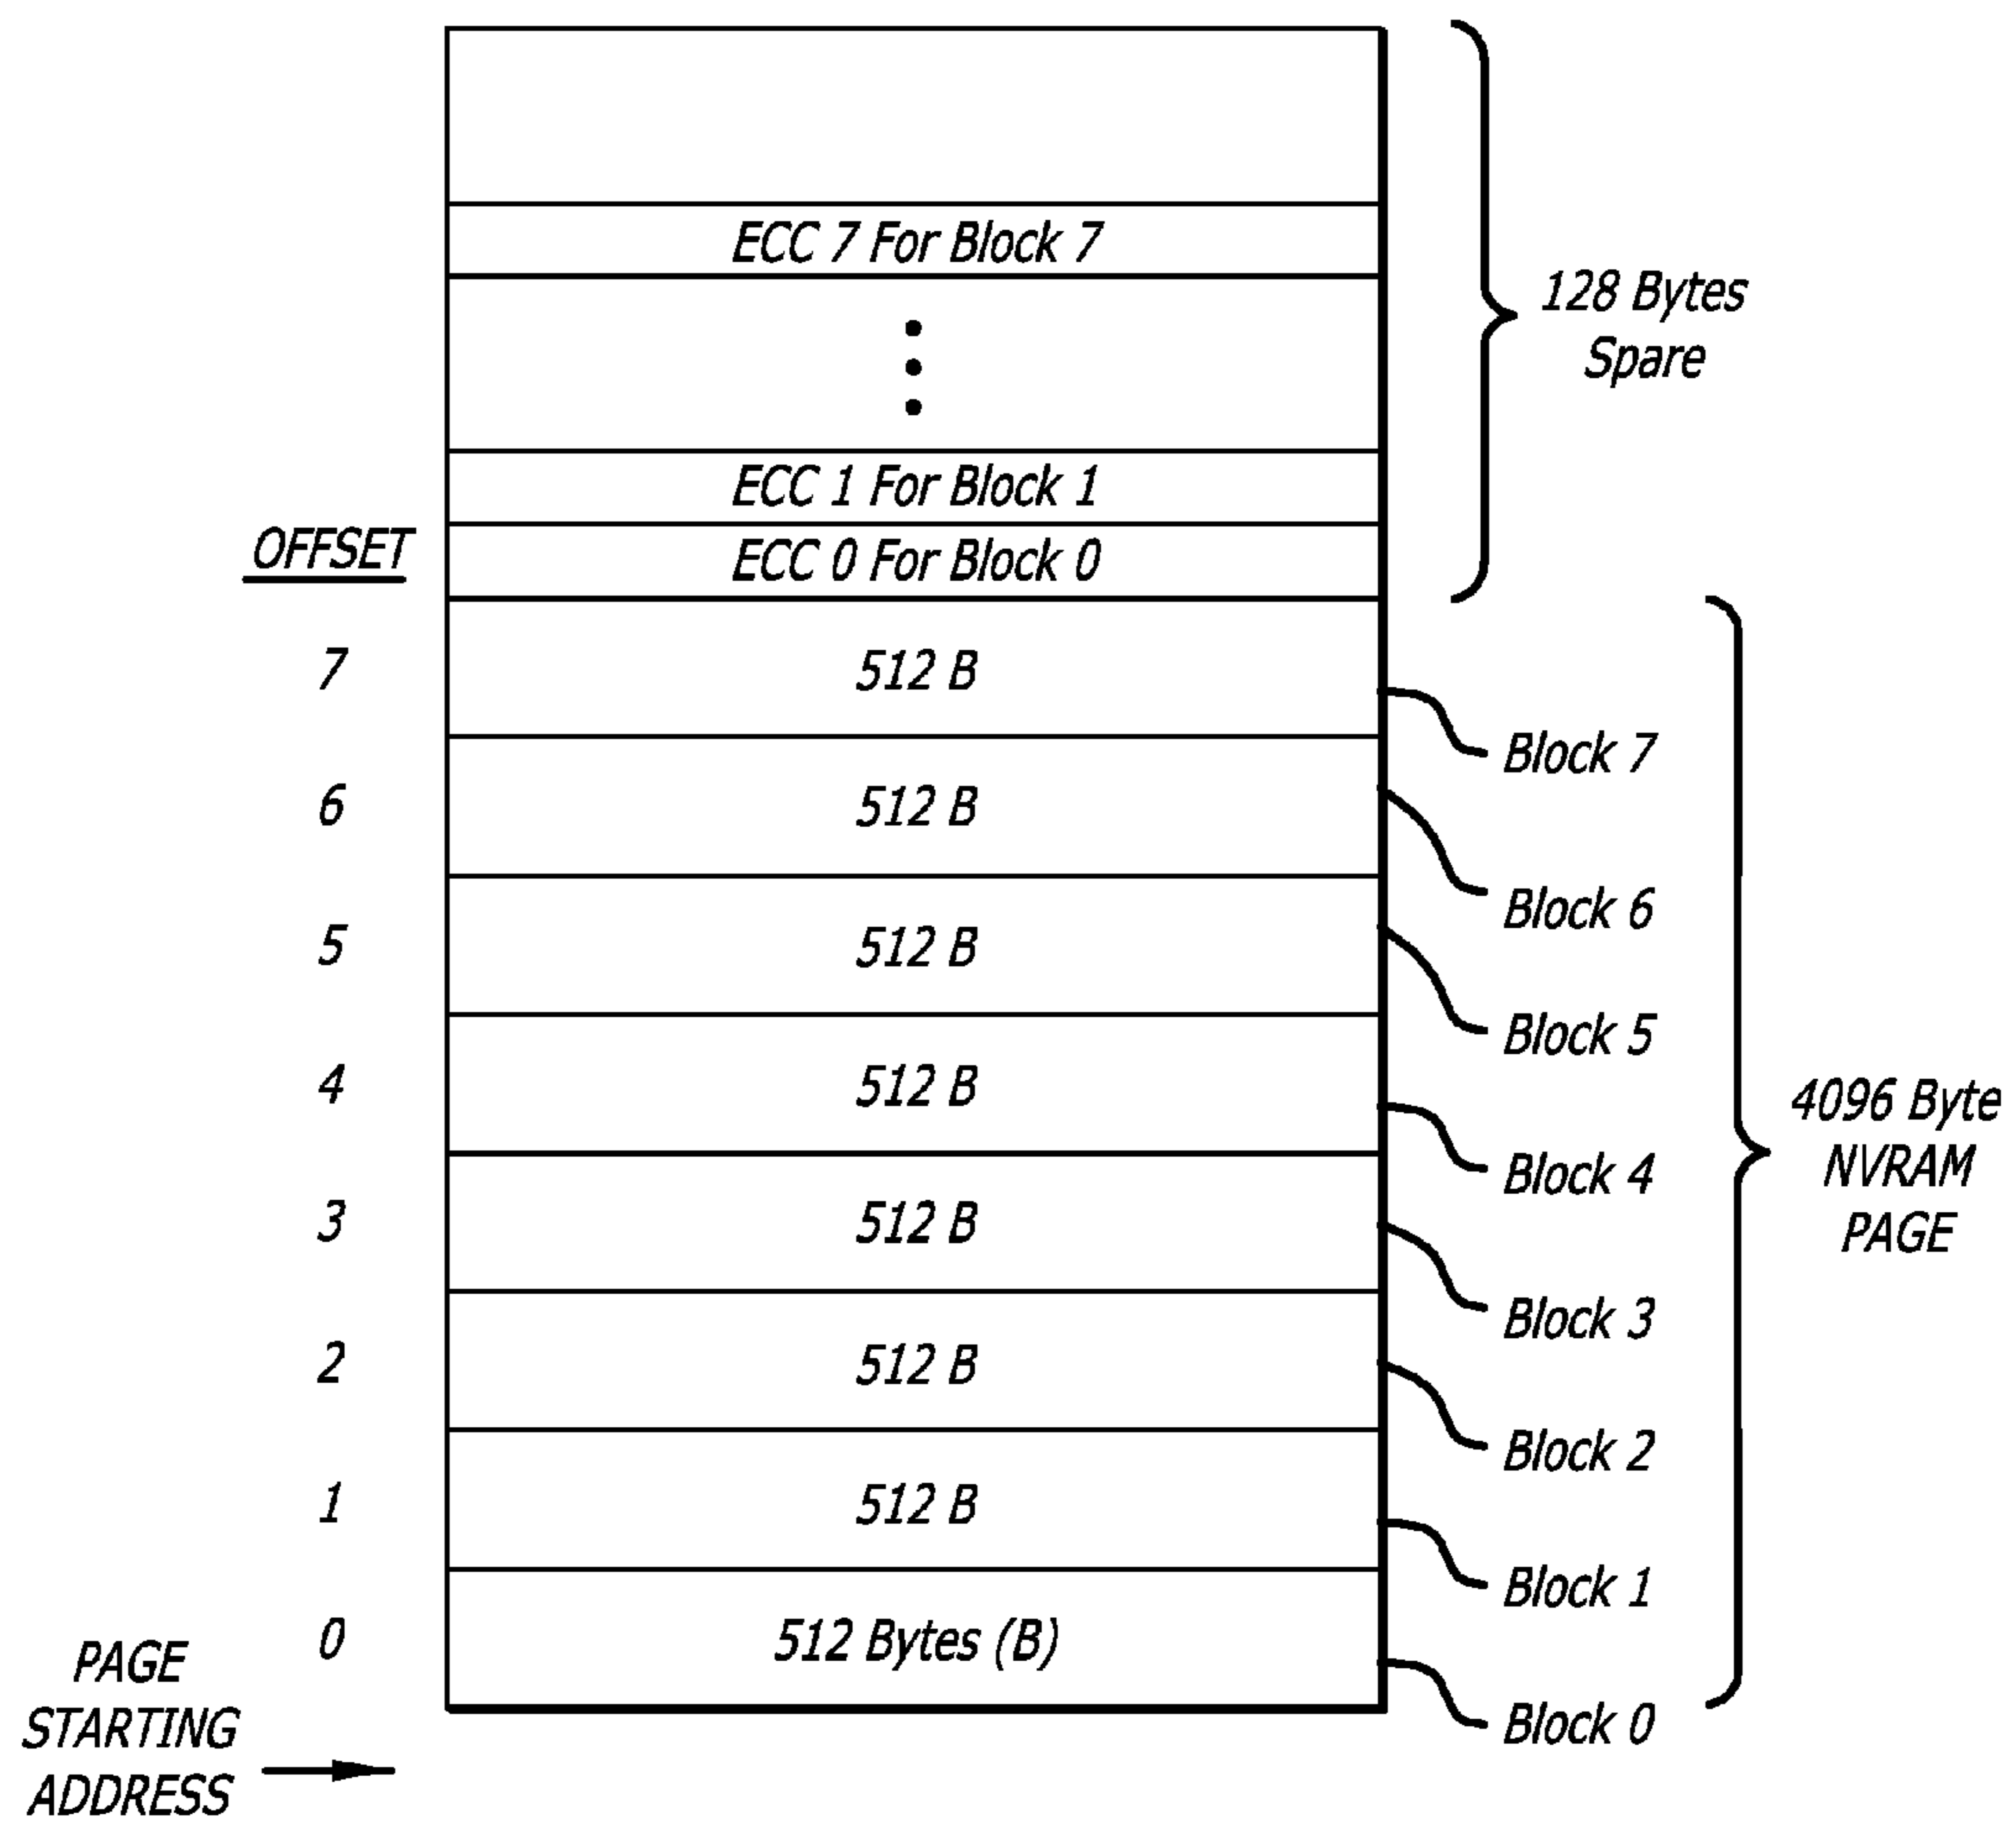 ECC 7 For Block 7
128 Bytes
Spare
ECC 1 For Block 1
OFFSET
ECC 0 For Block 0
7
512 B
Block 7
6
512 B
Block 6
5
512 B
Block 5
4
512 B
Block 4
4096 Byte
NVRAM
PAGE
3
512 B
Block 3
2
512 B
Block 2
1
512 B
Block 1
0
512 Bytes (B)
Block 0
PAGE
STARTING
ADDRESS